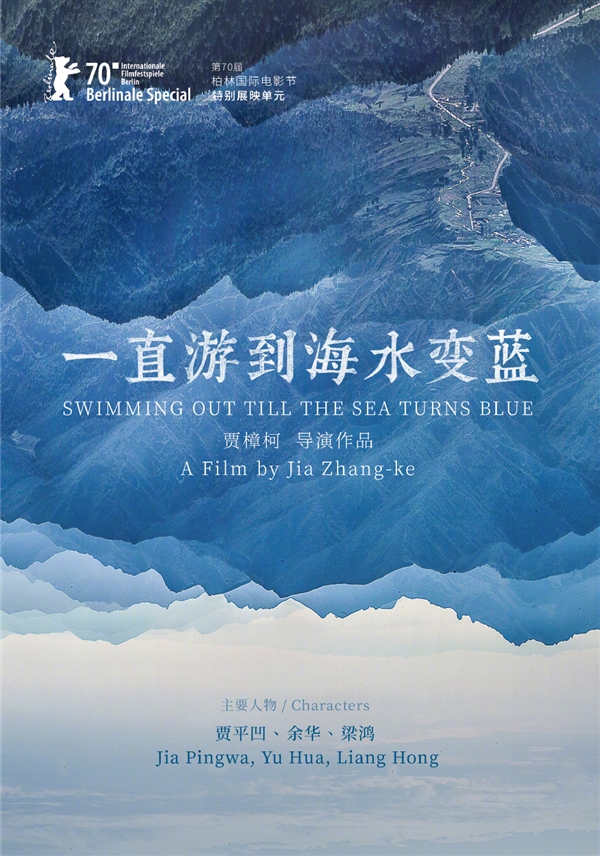 Berlinale
70
Internationale
Filmfestspiele
Berlin
Berlinale Special
第70届
柏林国际电影节
特别展映单元
一直游到海水变蓝
SWIMMING OUT TILL THE SEA TURNS BLUE
贾樟柯 导演作品
A Film by Jia Zhang-ke
主要人物 / Characters
贾平凹、余华、梁鸿
Jia Pingwa, Yu Hua, Liang Hong